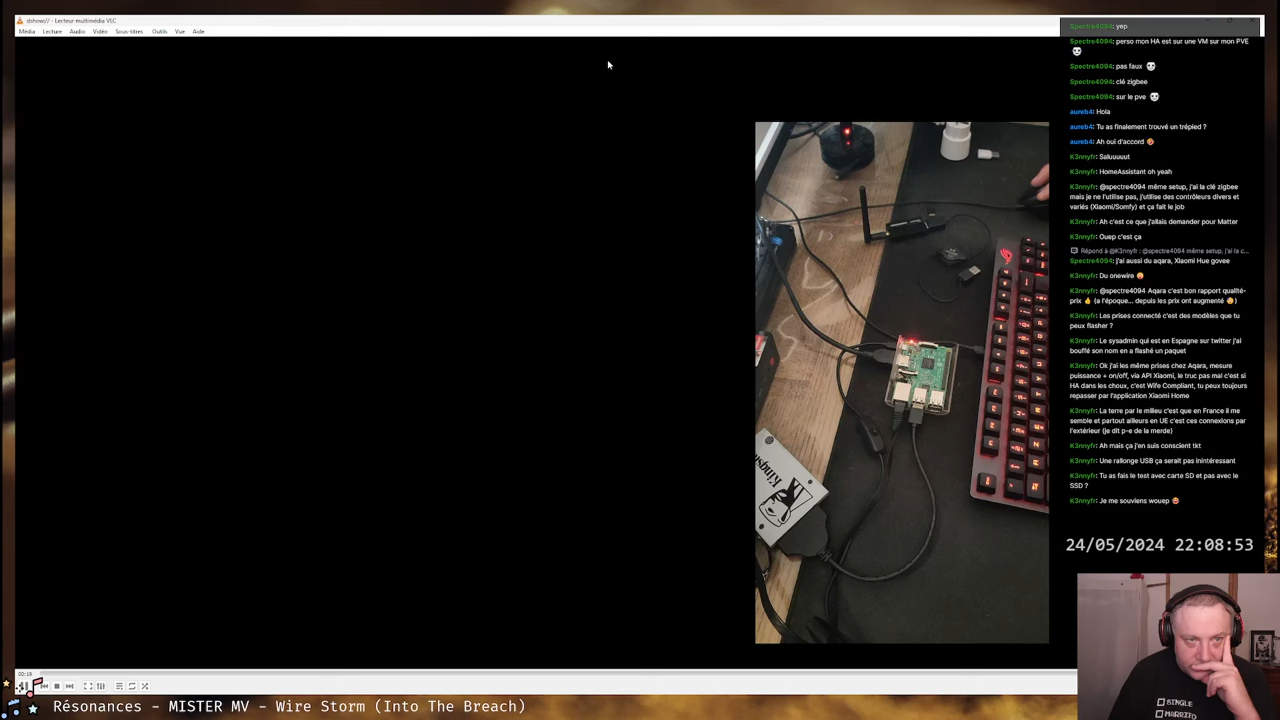 dshow:// - Lecteur multimédia VLC
Média Lecture Audio Vidéo Sous-titres Outils Vue Aide
Spectre4094: yep
Spectre4094: perso mon HA est sur une VM sur mon PVE
Spectre4094: pas faux
Spectre4094: clé zigbee
Spectre4094: sur le pve
aureb4: Hola
aureb4: Tu as finalement trouvé un trépied ?
aureb4: Ah oui d'accord
K3nnyfr: Saluuuuut
K3nnyfr: HomeAssistant oh yeah
K3nnyfr: @spectre4094 même setup, j'ai la clé zigbee
mais je ne l'utilise pas, j'utilise des contrôleurs divers et
variés (Xiaomi/Somfy) et ça fait le job
K3nnyfr: Ah c'est ce que j'allais demander pour Matter
K3nnyfr: Ouep c'est ça
Répond à @K3nnyfr : @spectre4094 même setup, j'ai la c...
Spectre4094: j'ai aussi du aqara, Xiaomi Hue govee
K3nnyfr: Du onewire
K3nnyfr: @spectre4094 Aqara c'est bon rapport qualité-
prix (a l'époque... depuis les prix ont augmenté )
K3nnyfr: Les prises connecté c'est des modèles que tu
peux flasher ?
K3nnyfr: Le sysadmin qui est en Espagne sur twitter j'ai
bouffé son nom en a flashé un paquet
K3nnyfr: Ok j'ai les même prises chez Aqara, mesure
puissance + on/off, via API Xiaomi, le truc pas mal c'est si
HA dans les choux, c'est Wife Compliant, tu peux toujours
repasser par l'application Xiaomi Home
K3nnyfr: La terre par le milieu c'est que en France il me
semble et partout ailleurs en UE c'est ces connexions par
l'extérieur (je dit p-e de la merde)
K3nnyfr: Ah mais ça j'en suis conscient tkt
K3nnyfr: Une rallonge USB ça serait pas inintéressant
K3nnyfr: Tu as fais le test avec carte SD et pas avec le
SSD ?
K3nnyfr: Je me souviens wouep
24/05/2024 22:08:53
Kingston
00:19
SINGLE
MARRIED
Résonances - MISTER MV - Wire Storm (Into The Breach)